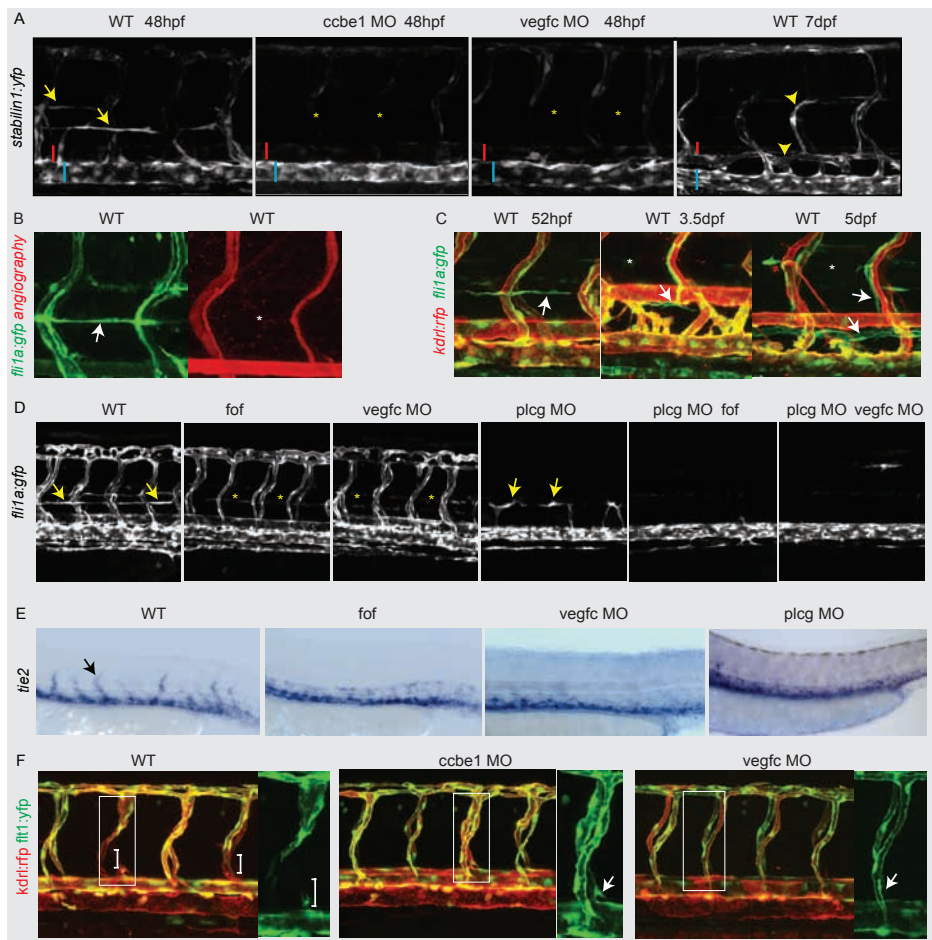 A
WT 48hpf
ccbe1 MO 48hpf
vegfc MO 48hpf
WT 7dpf
stabilin1:yfp
B
WT
WT
fli1a:gfp angiography
C
WT 52hpf
WT 3.5dpf
WT 5dpf
kdrl:rfp fli1a:gfp
D
WT
fof
vegfc MO
plcg MO
plcg MO fof
plcg MO vegfc MO
fli1a:gfp
E
WT
fof
vegfc MO
plcg MO
tie2
F
WT
ccbe1 MO
vegfc MO
kdrl:rfp flt1:yfp